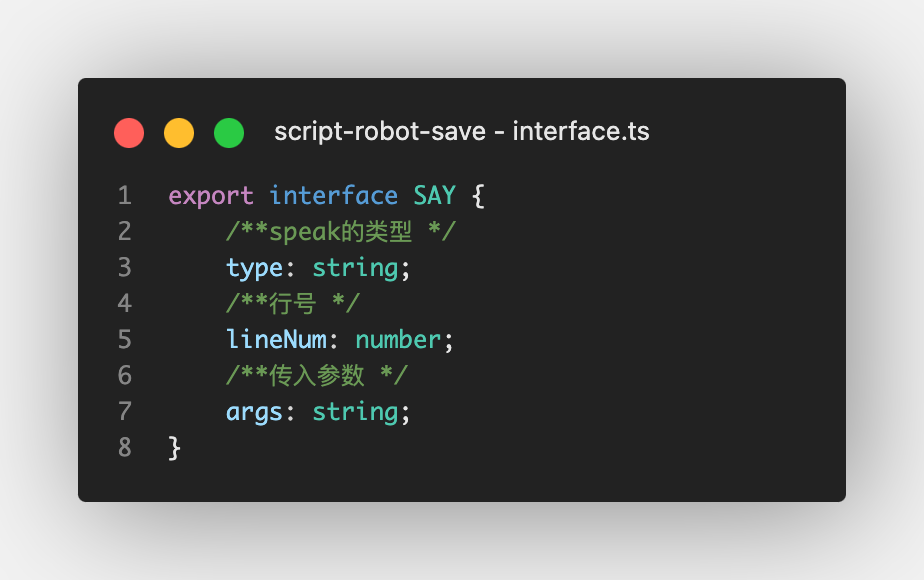 script-robot-save - interface.ts
1 export interface SAY {
2     /**speak的类型 */
3     type: string;
4     /**行号 */
5     lineNum: number;
6     /**传入参数 */
7     args: string;
8 }